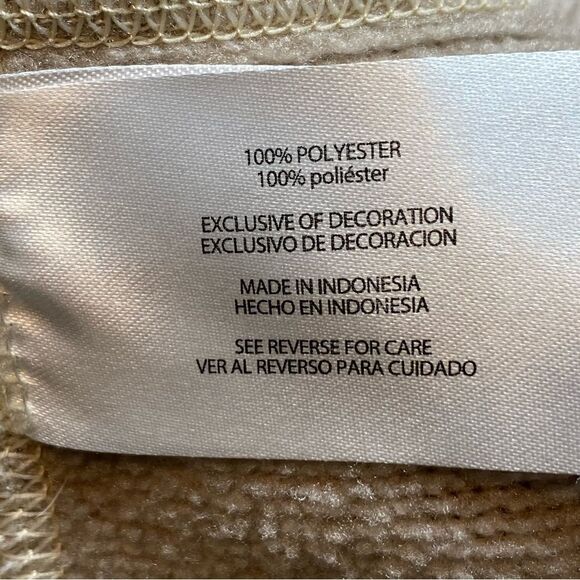 100% POLYESTER
100% poliéster
EXCLUSIVE OF DECORATION
EXCLUSIVO DE DECORACION
MADE IN INDONESIA
HECHO EN INDONESIA
SEE REVERSE FOR CARE
VER AL REVERSO PARA CUIDADO